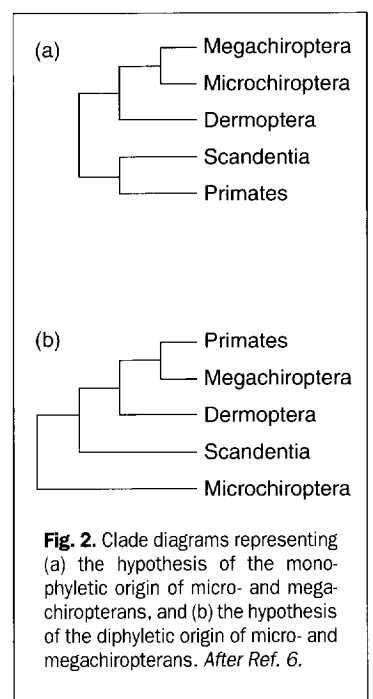 (a)
Megachiroptera
Microchiroptera
Dermoptera
Scandentia
Primates
(b)
Primates
Megachiroptera
Dermoptera
Scandentia
Microchiroptera
Fig. 2. Clade diagrams representing
(a) the hypothesis of the mono-
phyletic origin of micro- and mega-
chiropterans, and (b) the hypothesis
of the diphyletic origin of micro- and
megachiropterans. After Ref. 6.